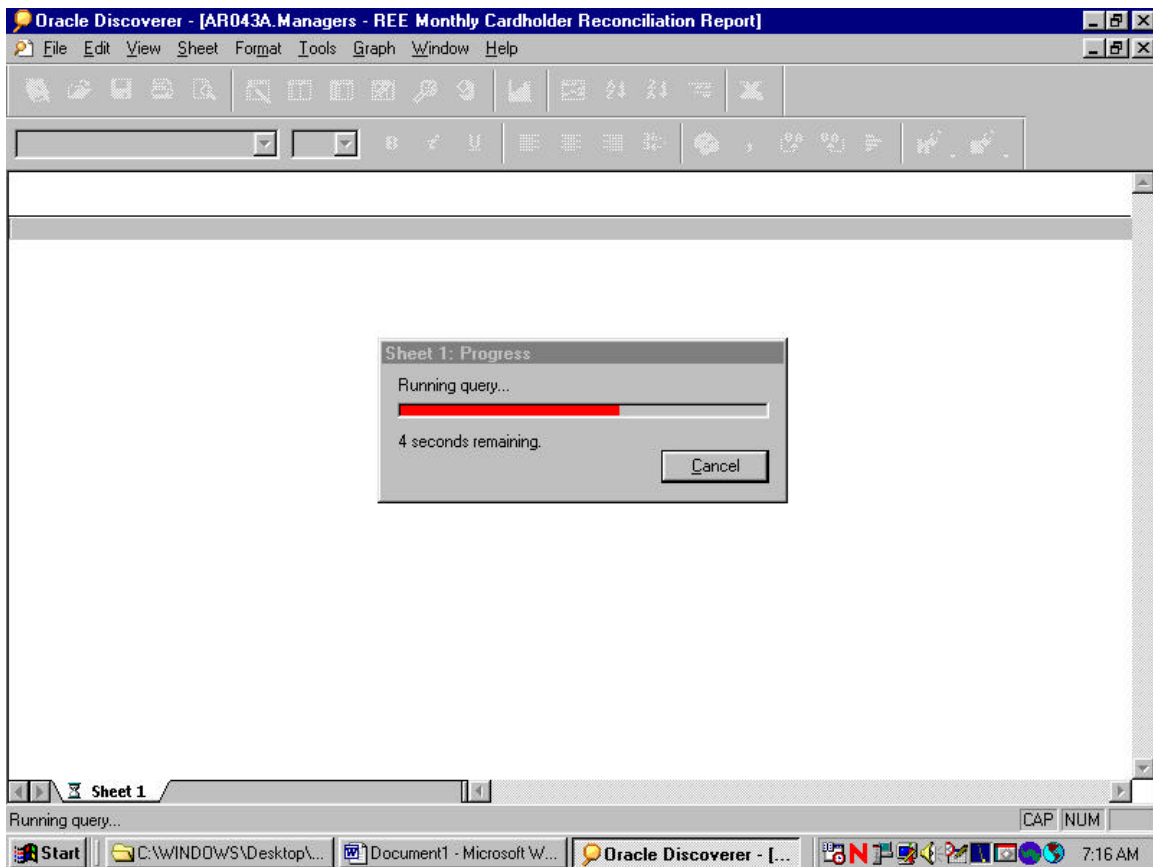 Oracle Discoverer - [AR043A.Managers - REE Monthly Cardholder Reconciliation Report]
File Edit View Sheet Format Tools Graph Window Help
B I U
Sheet 1: Progress
Running query...
4 seconds remaining.
Cancel
Sheet 1
Running query... CAP NUM
Start C:\WINDOWS\Desktop\... Document1 - Microsoft W... Oracle Discoverer - [... N 7:16 AM